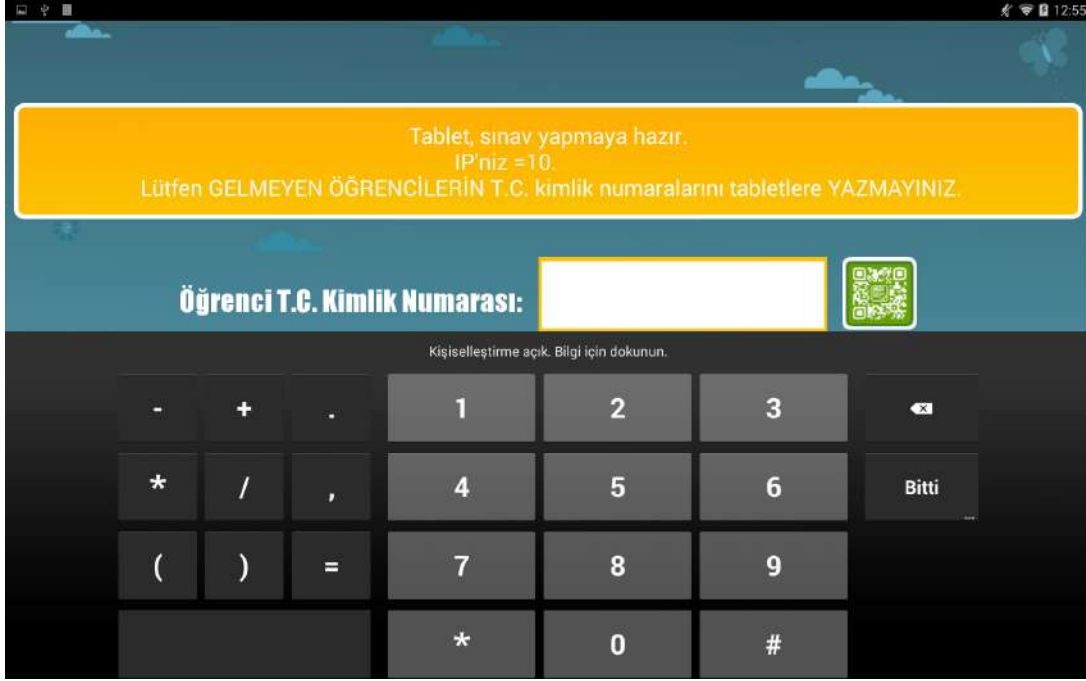 12:55
Tablet, sınav yapmaya hazır.
IP'niz =10.
Lütfen GELMEYEN ÖĞRENCİLERİN T.C. kimlik numaralarını tabletlere YAZMAYINIZ.
Öğrenci T.C. Kimlik Numarası:
Kişiselleştirme açık. Bilgi için dokunun.
- + . 1 2 3
* / , 4 5 6 Bitti
( ) = 7 8 9
* 0 #